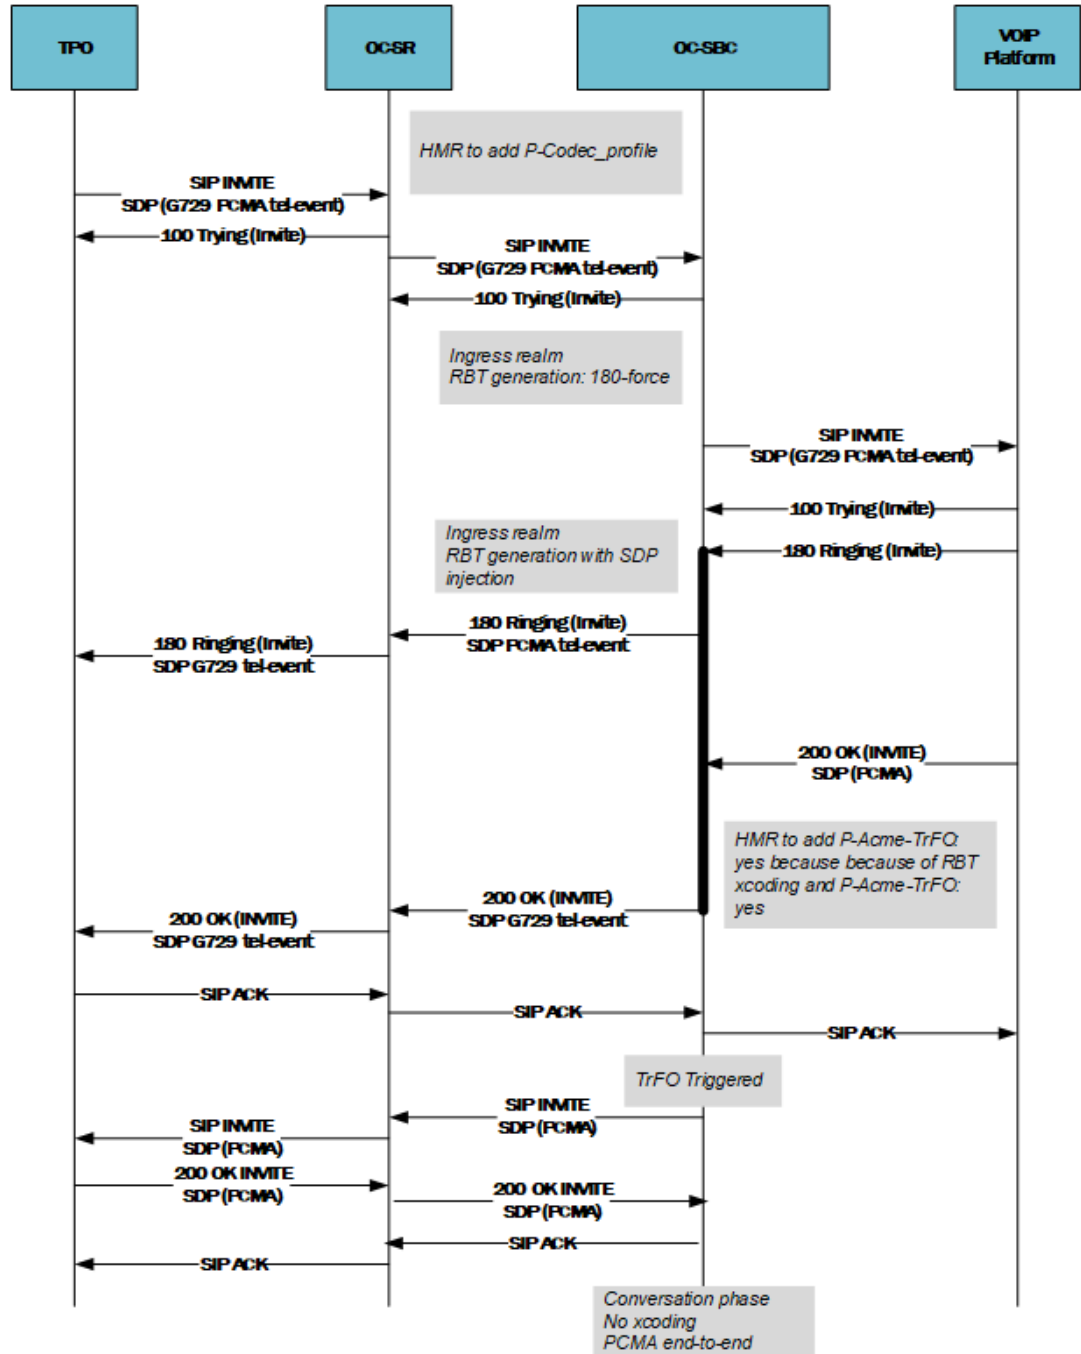 TPO
OCSR
OC-SBC
VOIP
Platform
HMR to add P-Codec_profile
SIP INVITE
SDP (G729 PCMA tel-event)
100 Trying (Invite)
SIP INVITE
SDP (G729 PCMA tel-event)
100 Trying (Invite)
Ingress realm
RBT generation: 180-force
SIP INVITE
SDP (G729 PCMA tel-event)
100 Trying (Invite)
Ingress realm
RBT generation with SDP
injection
180 Ringing (Invite)
180 Ringing (Invite)
SDP PCMA tel-event
180 Ringing (Invite)
SDP G729 tel-event
200 OK (INVITE)
SDP (PCMA)
HMR to add P-Acme-TrFO:
yes because because of RBT
xcoding and P-Acme-TrFO:
yes
200 OK (INVITE)
SDP G729 tel-event
200 OK (INVITE)
SDP G729 tel-event
SIP ACK
SIP ACK
SIP ACK
TrFO Triggered
SIP INVITE
SDP (PCMA)
SIP INVITE
SDP (PCMA)
200 OK INVITE
SDP (PCMA)
200 OK INVITE
SDP (PCMA)
SIP ACK
SIP ACK
Conversation phase
No xcoding
PCMA end-to-end